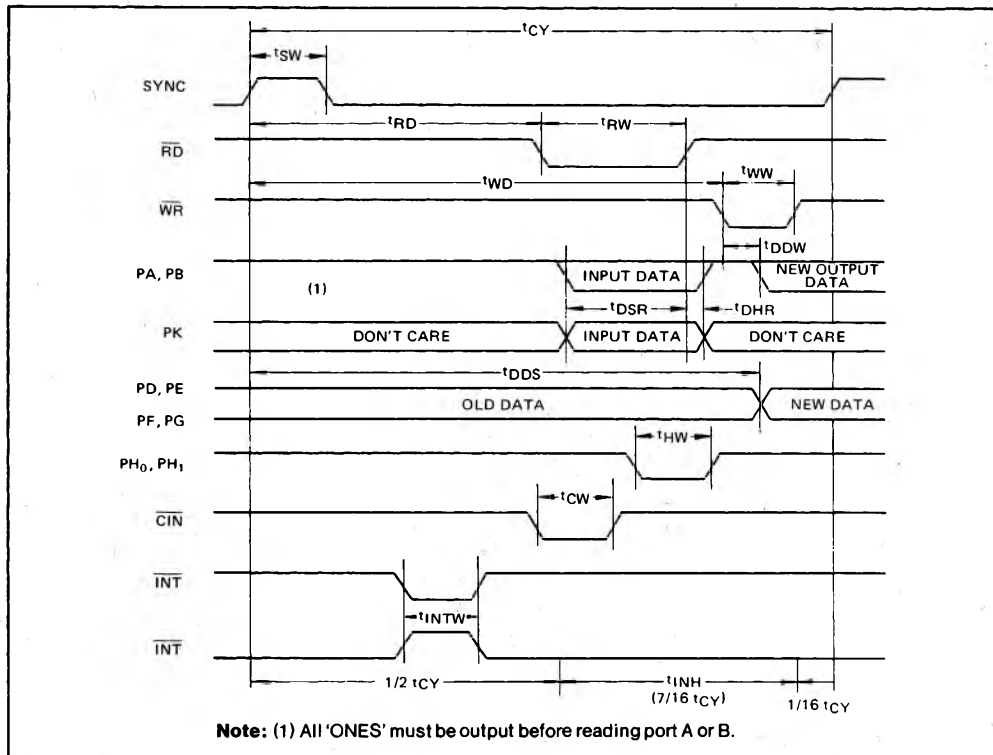 tCY
tSW
SYNC
tRD
tRW
RD
tWD
tWW
WR
tDDW
PA, PB
INPUT DATA
NEW OUTPUT
DATA
(1)
tDSR
tDHR
PK
DON'T CARE
INPUT DATA
DON'T CARE
tDDS
PD, PE
OLD DATA
NEW DATA
PF, PG
tHW
PH0, PH1
tCW
CIN
INT
tINTW
INT
1/2 tCY
tINH
(7/16 tCY)
1/16 tCY
Note: (1) All 'ONES' must be output before reading port A or B.